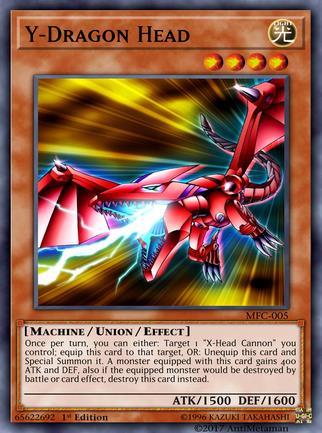 Y-Dragon Head
LIGHT
光
MFC-005
[Machine / Union / Effect]
Once per turn, you can either: Target 1 "X-Head Cannon" you
control; equip this card to that target, OR: Unequip this card and
Special Summon it. A monster equipped with this card gains 400
ATK and DEF, also if the equipped monster would be destroyed by
battle or card effect, destroy this card instead.
ATK/1500 DEF/1600
65622692 1st Edition ©1996 KAZUKI TAKAHASHI
©2017 AntiMetaman